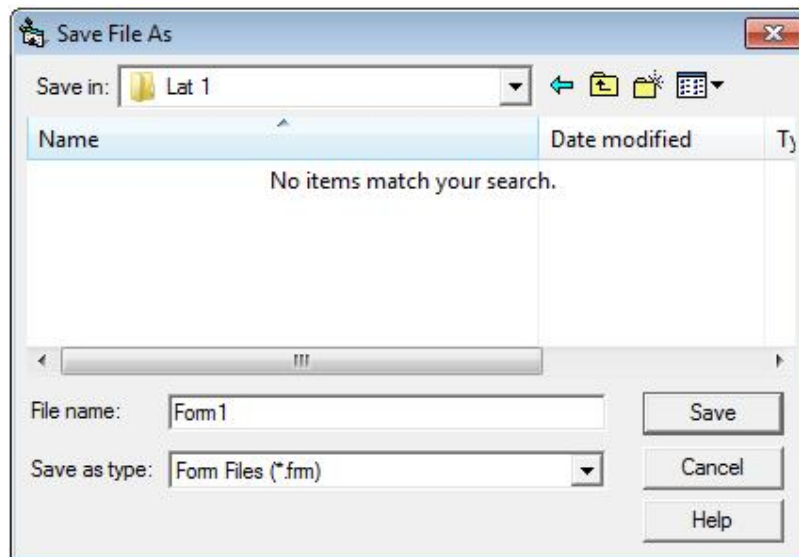 Save File As
Save in: Lat 1
Name Date modified Ty
No items match your search.
File name: Form1 Save
Save as type: Form Files (*.frm) Cancel
Help